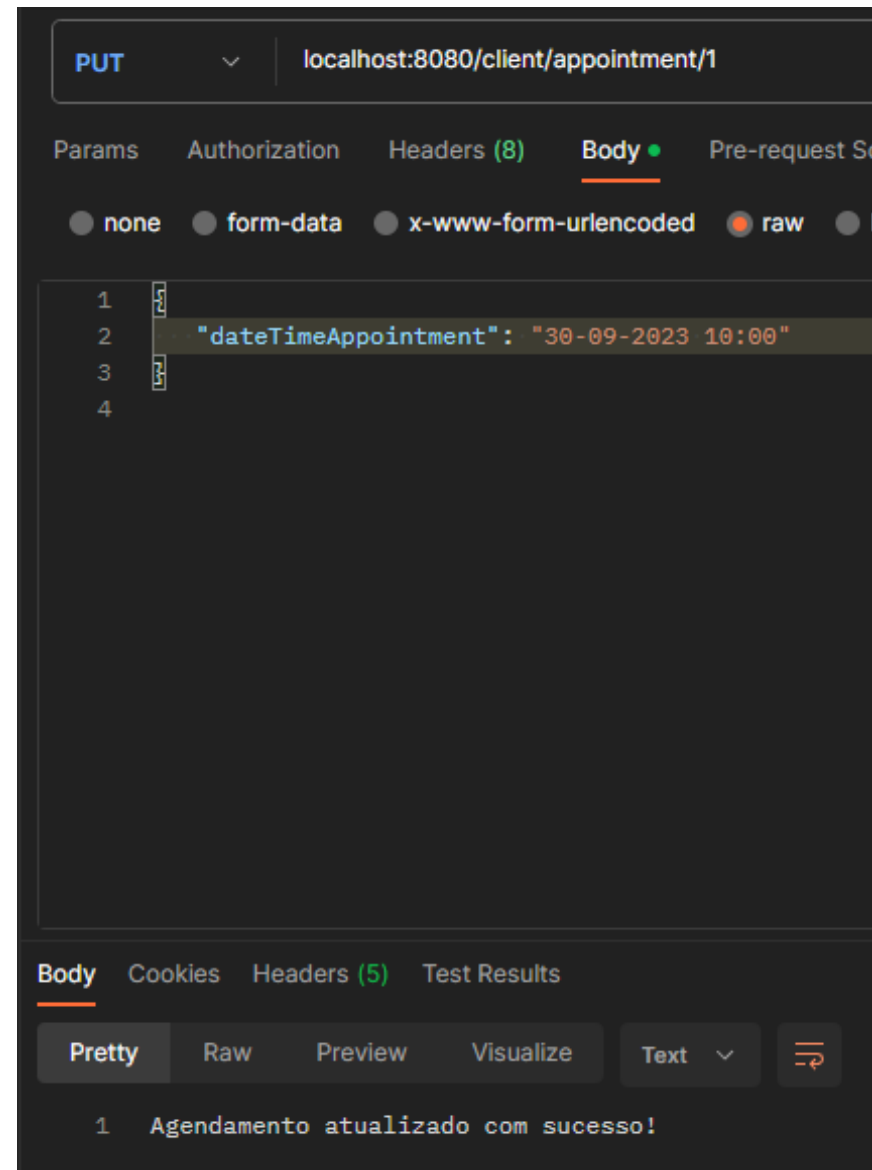 PUT localhost:8080/client/appointment/1
Params Authorization Headers (8) Body Pre-request
none form-data x-www-form-urlencoded raw
1 {
2 "dateTimeAppointment": "30-09-2023 10:00"
3 }
4
Body Cookies Headers (5) Test Results
Pretty Raw Preview Visualize Text
1 Agendamento atualizado com sucesso!